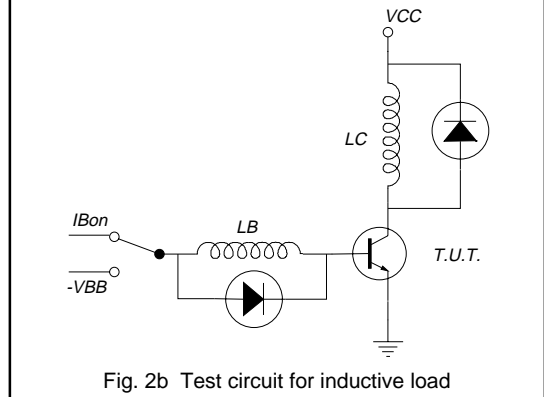 VCC
LC
IBon
LB
-VBB
T.U.T.
Fig. 2b Test circuit for inductive load